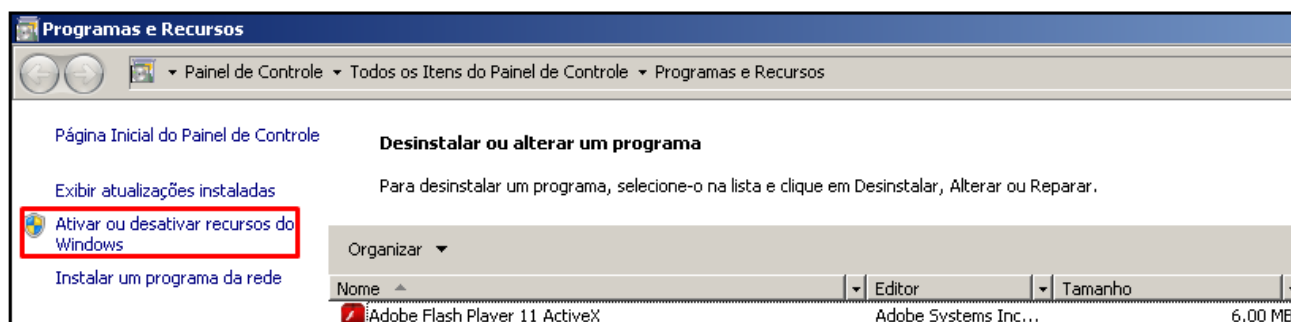 Programas e Recursos
Painel de Controle Todos os Itens do Painel de Controle Programas e Recursos
Página Inicial do Painel de Controle
Exibir atualizações instaladas
Ativar ou desativar recursos do
Windows
Instalar um programa da rede
Desinstalar ou alterar um programa
Para desinstalar um programa, selecione-o na lista e clique em Desinstalar, Alterar ou Reparar.
Organizar
Nome Editor Tamanho
Adobe Flash Player 11 ActiveX Adobe Systems Inc... 6,00 MB